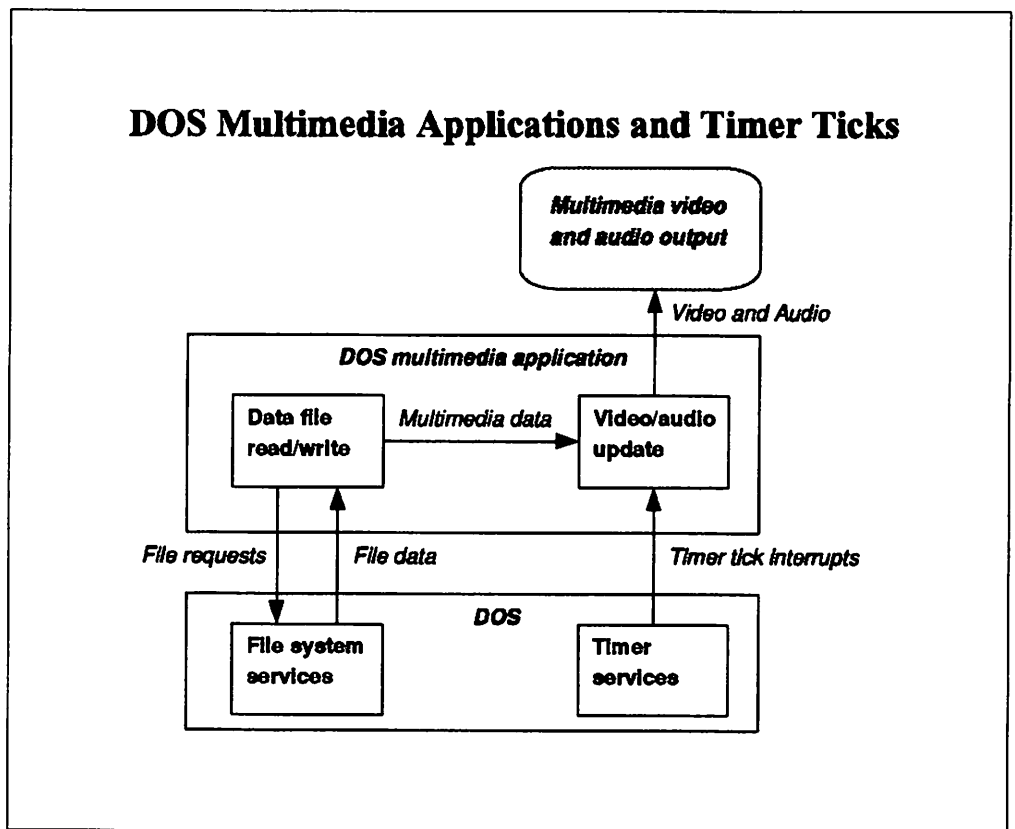 DOS Multimedia Applications and Timer Ticks
Multimedia video
and audio output
Video and Audio
DOS multimedia application
Data file
read/write
Multimedia data
Video/audio
update
File requests
File data
Timer tick interrupts
DOS
File system
services
Timer
services